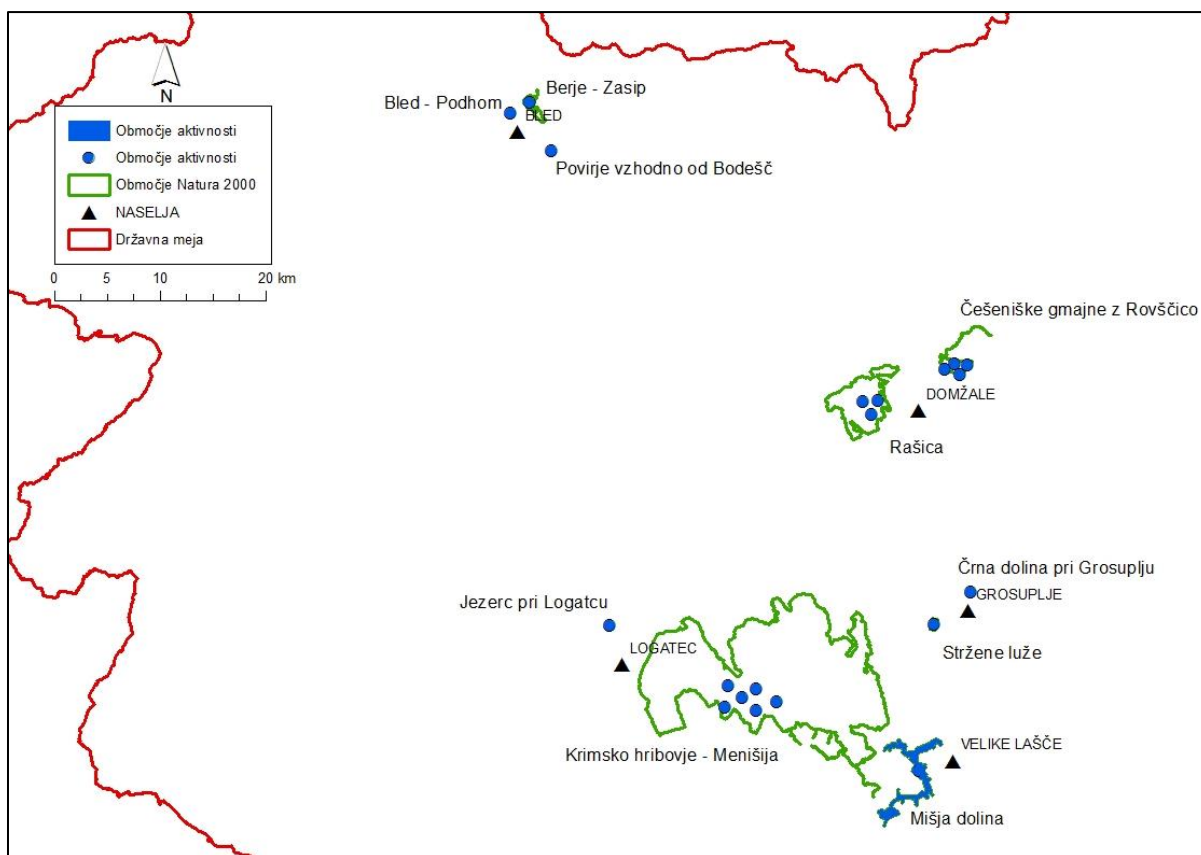 N
Območje aktivnosti
Območje aktivnosti
Območje Natura 2000
NASELJA
Državna meja
0 5 10 20 km
Berje - Zasip
Bled - Podhom
BLED
Povirje vzhodno od Bodešč
Češeniške gmajne z Rovščico
DOMŽALE
Rašica
Črna dolina pri Grosuplju
GROSUPLJE
Jezerc pri Logatcu
Stržene luže
LOGATEC
VELIKE LAŠČE
Krimsko hribovje - Menišija
Mišja dolina